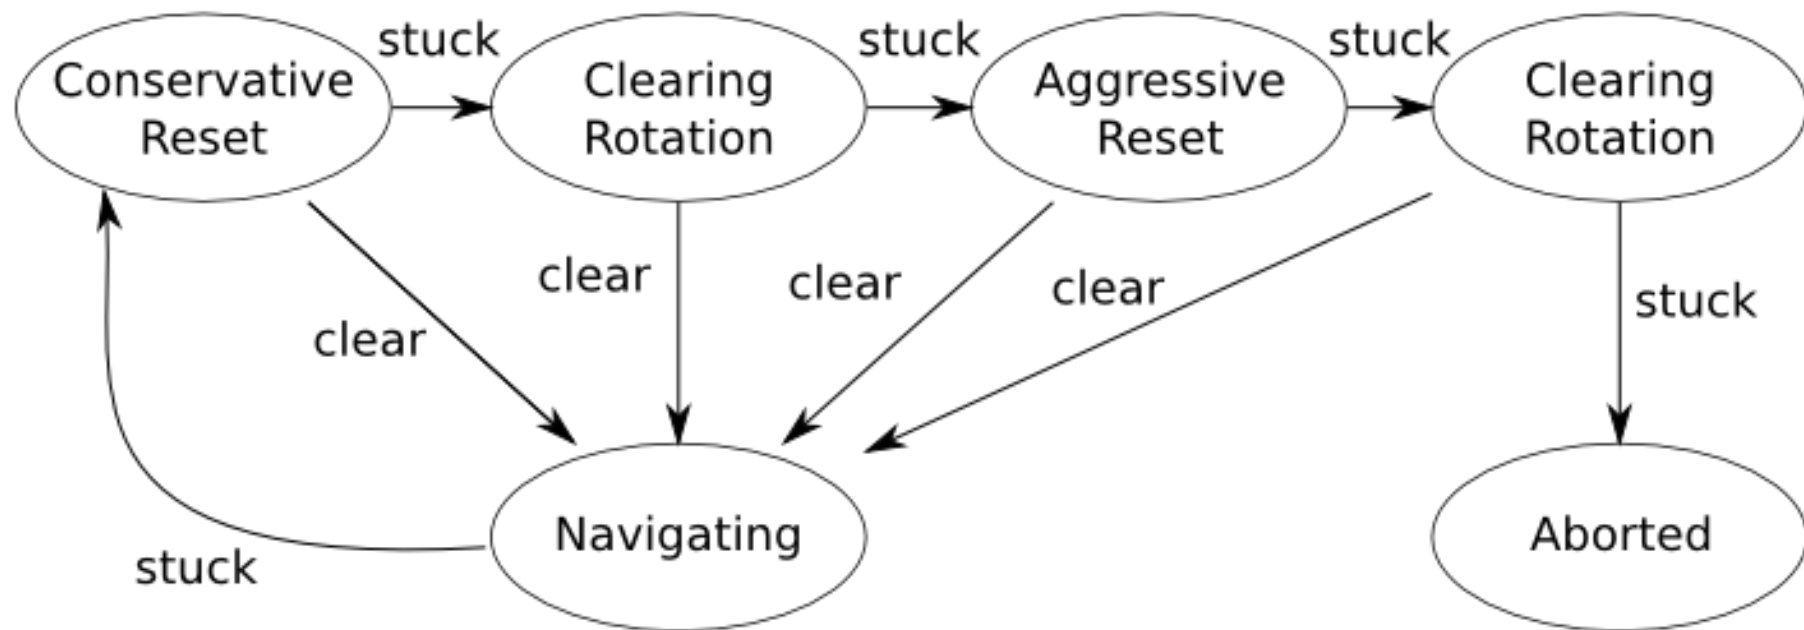 stuck
stuck
stuck
Conservative
Reset
Clearing
Rotation
Aggressive
Reset
Clearing
Rotation
clear
clear
clear
clear
stuck
Navigating
Aborted
stuck